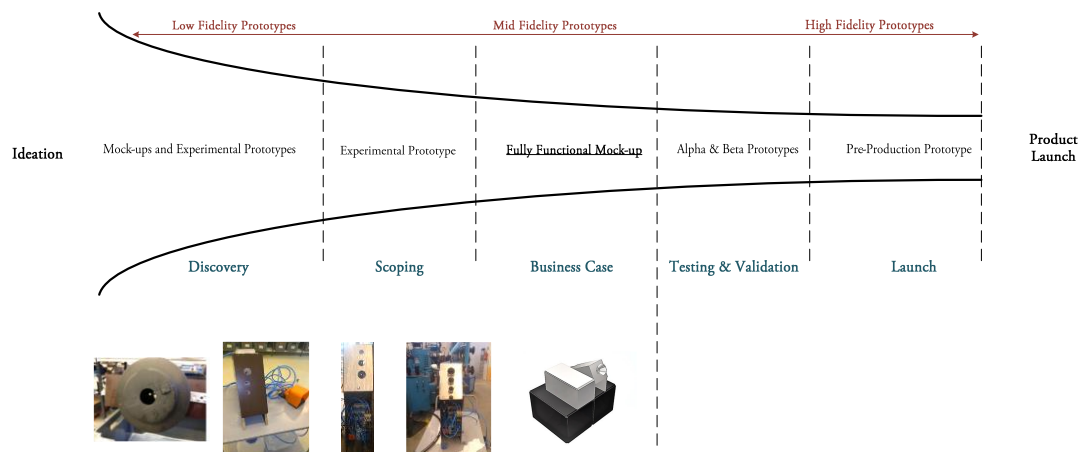 Low Fidelity Prototypes
Mid Fidelity Prototypes
High Fidelity Prototypes
Ideation
Mock-ups and Experimental Prototypes
Experimental Prototype
Fully Functional Mock-up
Alpha & Beta Prototypes
Pre-Production Prototype
Product
Launch
Discovery
Scoping
Business Case
Testing & Validation
Launch